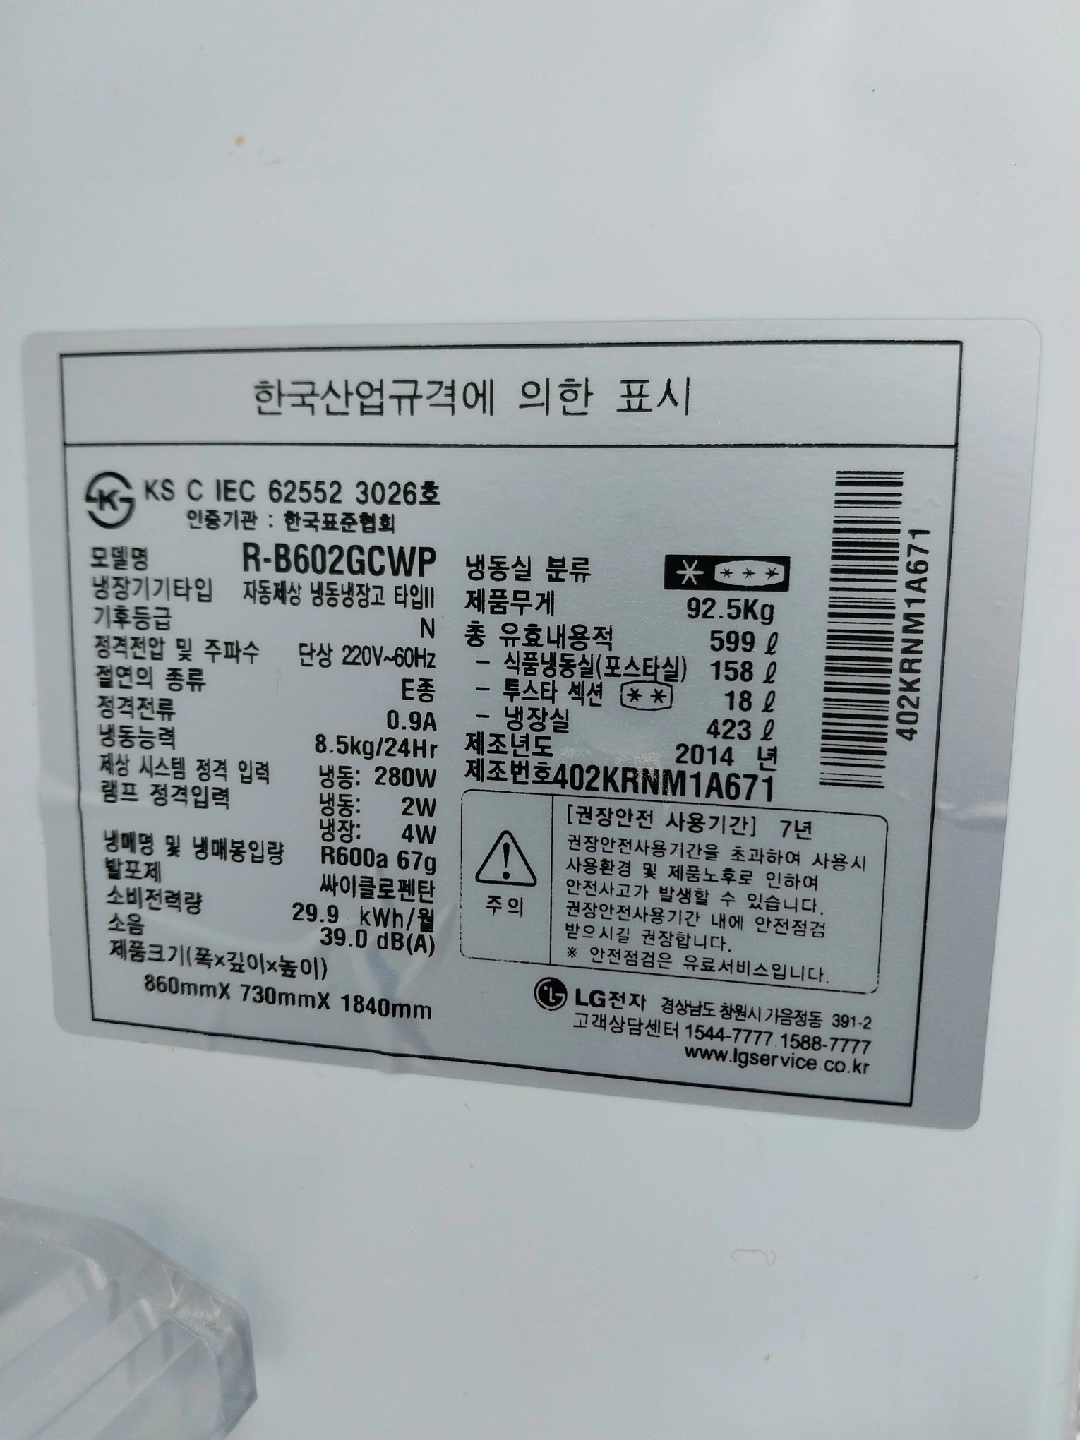 한국산업규격에 의한 표시
KS C IEC 62552 3026호
인증기관 : 한국표준협회
모델명 R-B602GCWP
냉장기기타입 자동제상 냉동냉장고 타입II
기후등급 N
정격전압 및 주파수 단상 220V~60Hz
절연의 종류 E종
정격전류 0.9A
냉동능력 8.5kg/24Hr
제상 시스템 정격 입력 냉동: 280W
램프 정격입력 냉동: 2W
냉장: 4W
냉매명 및 냉매봉입량 R600a 67g
발포제 싸이클로펜탄
소비전력량 29.9 kWh/월
소음 39.0 dB(A)
제품크기(폭x깊이x높이)
860mmX 730mmX 1840mm
냉동실 분류
제품무게 92.5Kg
총 유효내용적 599 ℓ
- 식품냉동실(포스타실) 158 ℓ
- 투스타 섹션 18 ℓ
- 냉장실 423 ℓ
제조년도 2014 년
제조번호 402KRNM1A671
주의
[권장안전 사용기간] 7년
권장안전사용기간을 초과하여 사용시
사용환경 및 제품노후로 인하여
안전사고가 발생할 수 있습니다.
권장안전사용기간 내에 안전점검
받으시길 권장합니다.
※ 안전점검은 유료서비스입니다.
LG전자 경상남도 창원시 가음정동 391-2
고객상담센터 1544-7777.1588-7777
www.lgservice.co.kr
402KRNM1A671